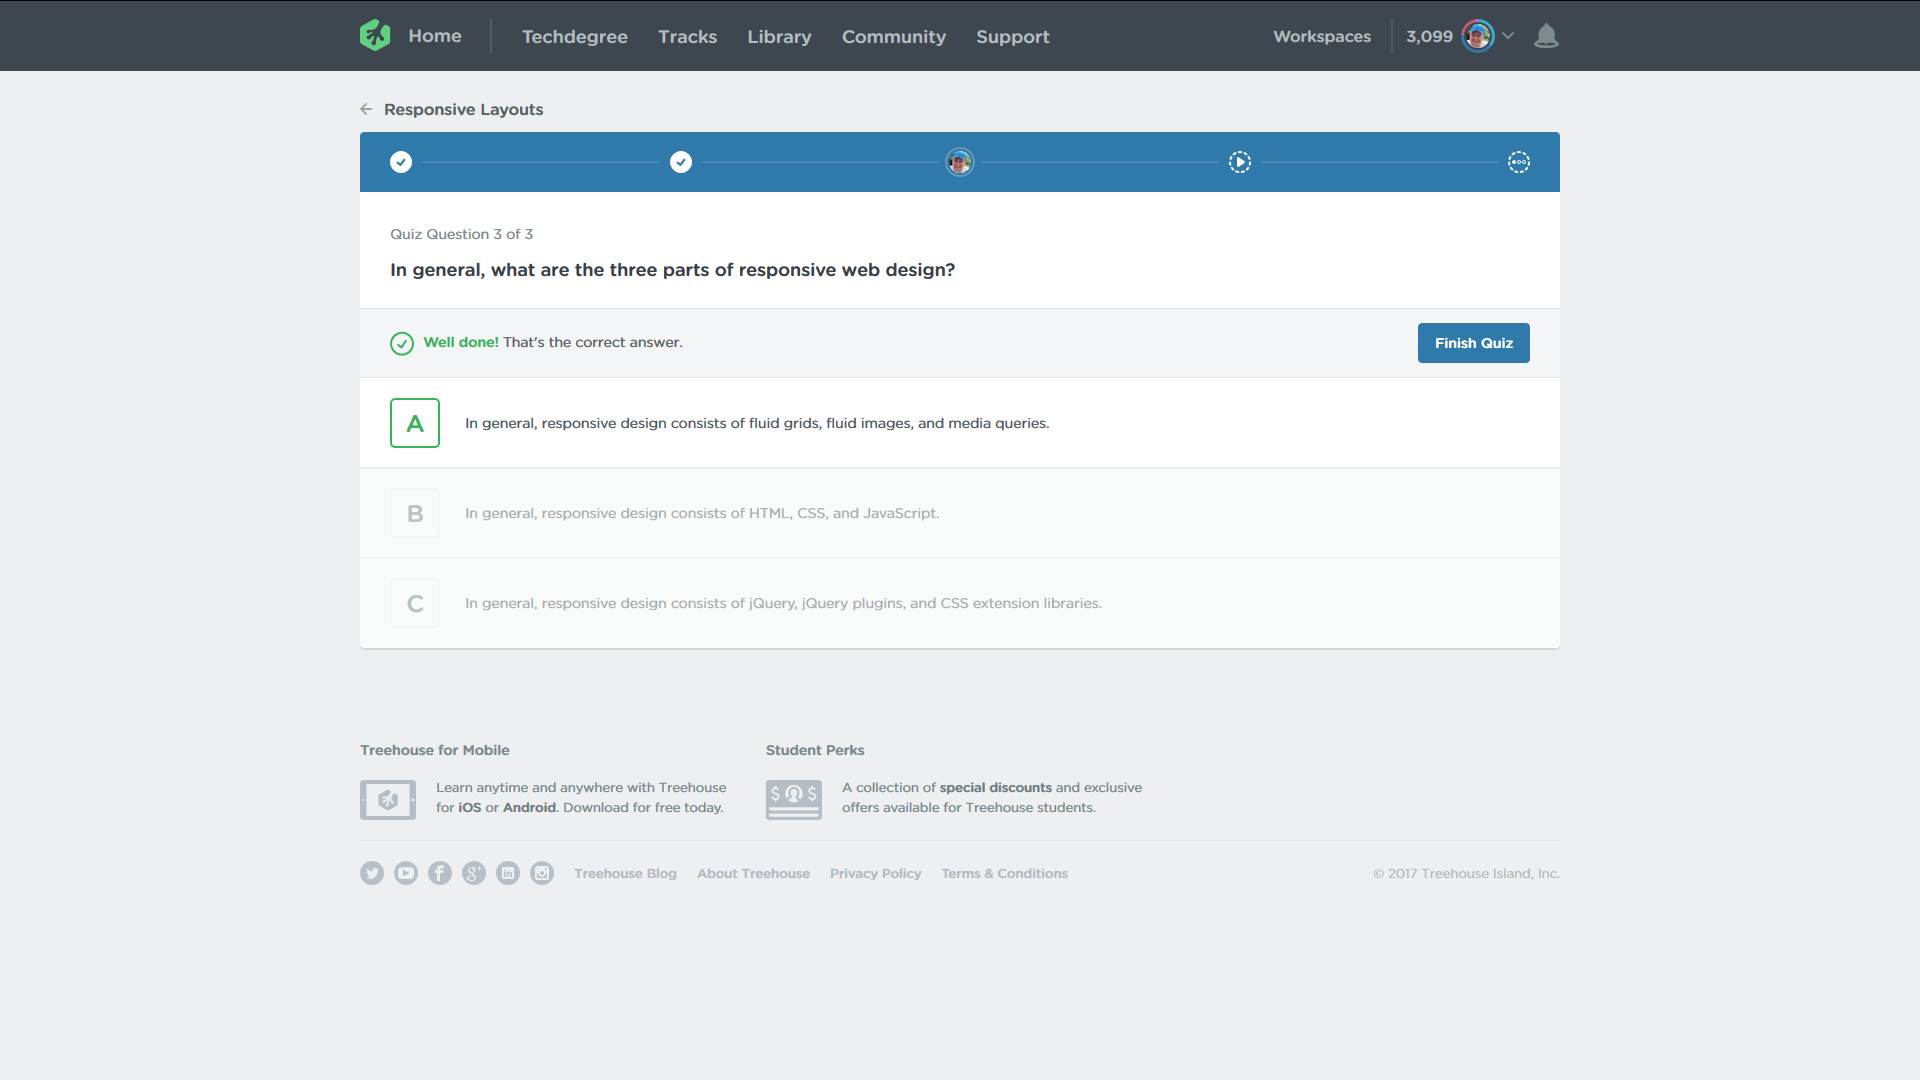 Home
Techdegree
Tracks
Library
Community
Support
Workspaces
3,099
Responsive Layouts
Quiz Question 3 of 3
In general, what are the three parts of responsive web design?
Well done! That's the correct answer.
Finish Quiz
A
In general, responsive design consists of fluid grids, fluid images, and media queries.
B
In general, responsive design consists of HTML, CSS, and JavaScript.
C
In general, responsive design consists of jQuery, jQuery plugins, and CSS extension libraries.
Treehouse for Mobile
Learn anytime and anywhere with Treehouse
for iOS or Android. Download for free today.
Student Perks
A collection of special discounts and exclusive
offers available for Treehouse students.
Treehouse Blog
About Treehouse
Privacy Policy
Terms & Conditions
© 2017 Treehouse Island, Inc.